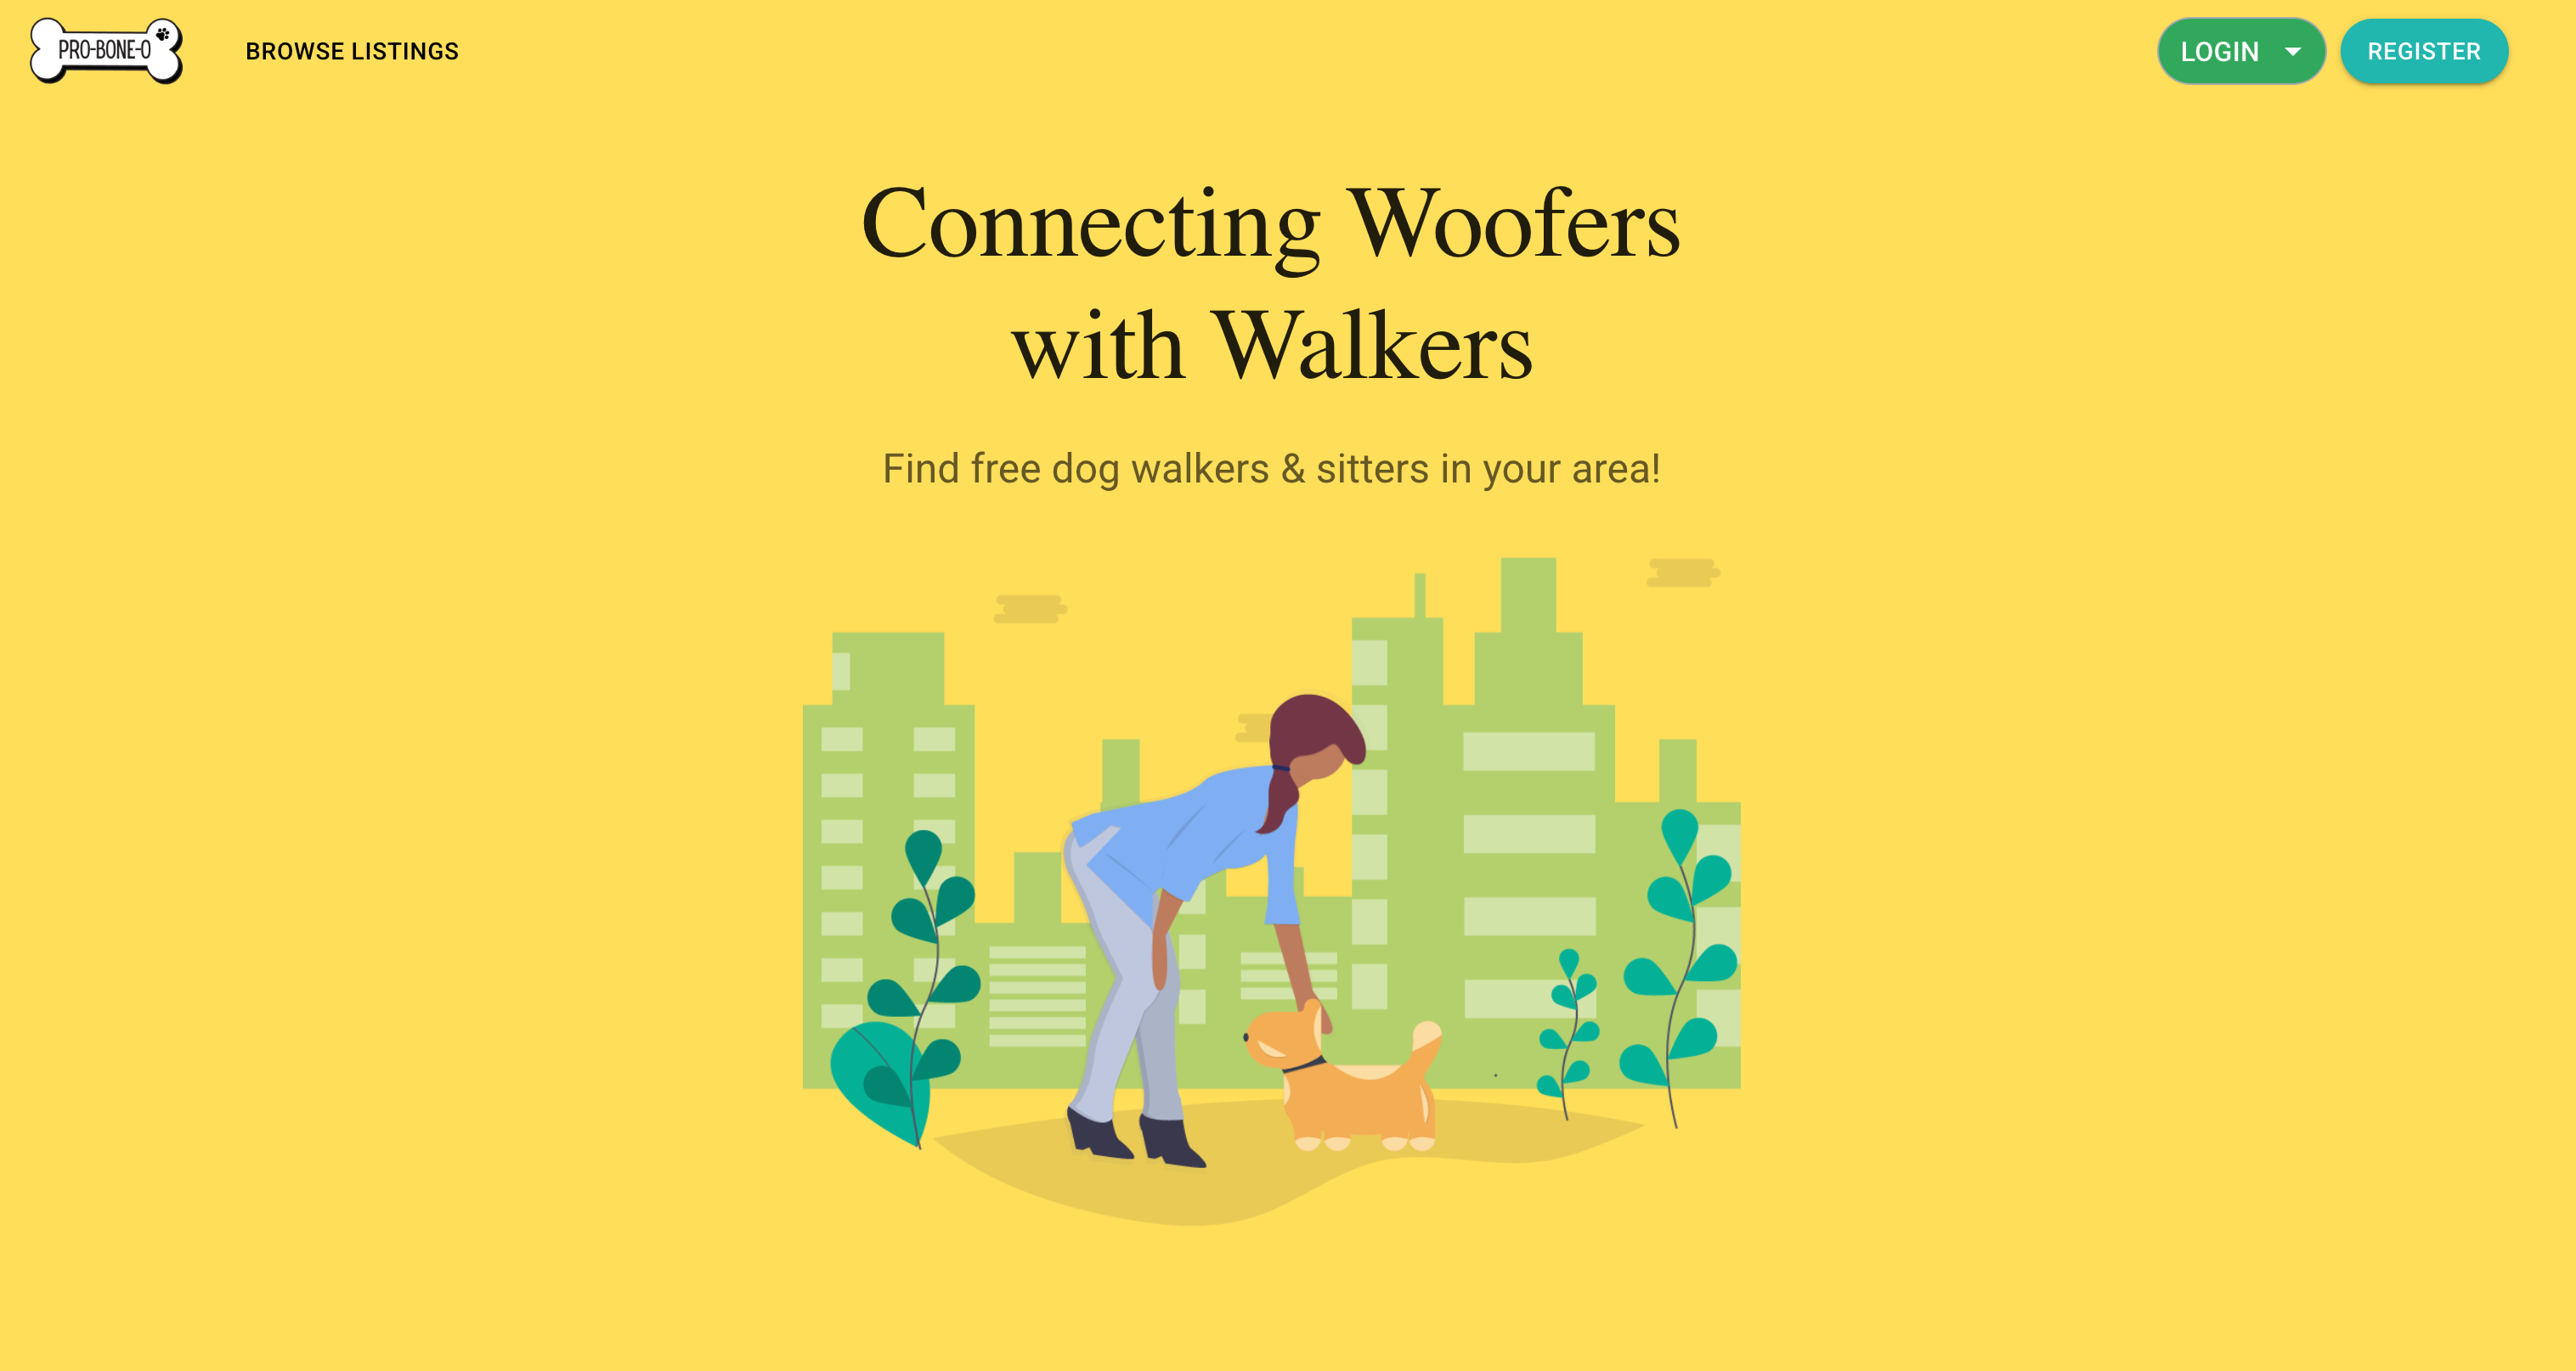 PRO-BONE-O
BROWSE LISTINGS
LOGIN
REGISTER
Connecting Woofers
with Walkers
Find free dog walkers & sitters in your area!